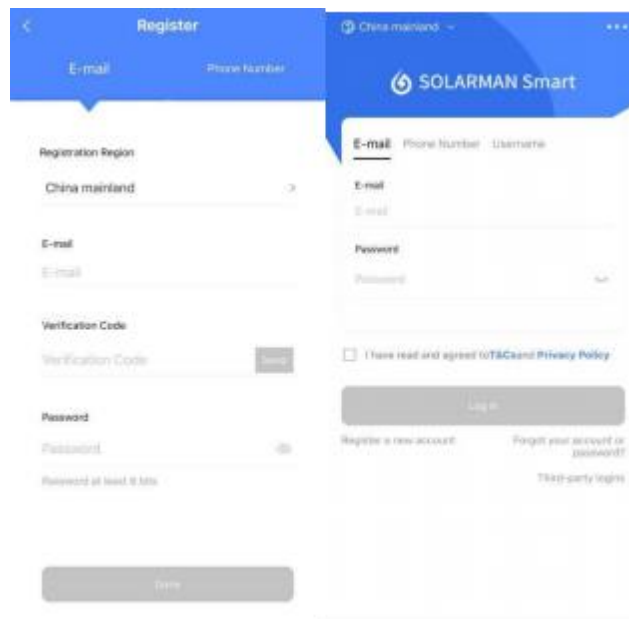 Register
E-mail
Phone Number
Registration Region
China mainland
E-mail
E-mail
Verification Code
Verification Code
Send
Password
Password
Password at least 8 bits
Done
China mainland
SOLARMAN Smart
E-mail Phone Number Username
E-mail
E-mail
Password
Password
I have read and agreed to T&Cs and Privacy Policy
Log in
Register a new account
Forgot your account or
password?
Third-party logins